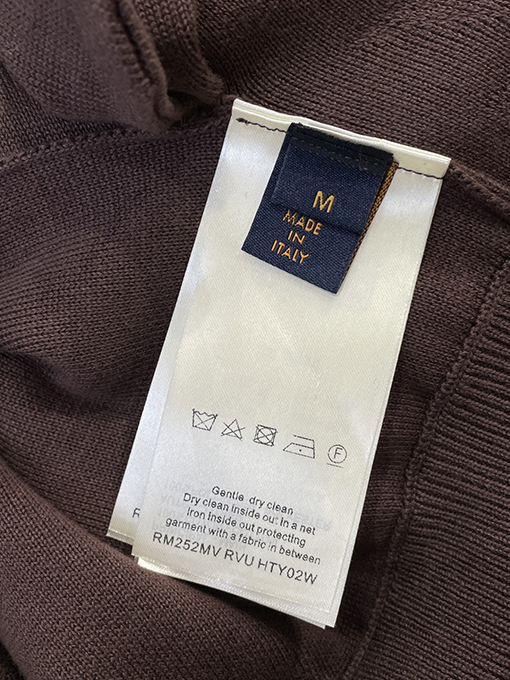 M
MADE
IN
ITALY
F
Gentle dry clean
Dry clean inside out in a net
Iron inside out protecting
garment with a fabric in between
RM252MV RVU HTY02W
R